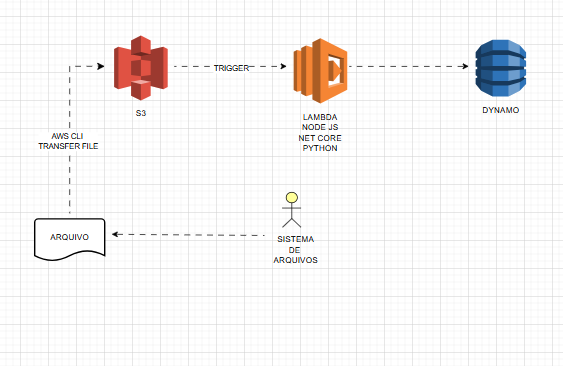 S3
TRIGGER
LAMBDA
NODE JS
NET CORE
PYTHON
DYNAMO
AWS CLI
TRANSFER FILE
ARQUIVO
SISTEMA
DE
ARQUIVOS